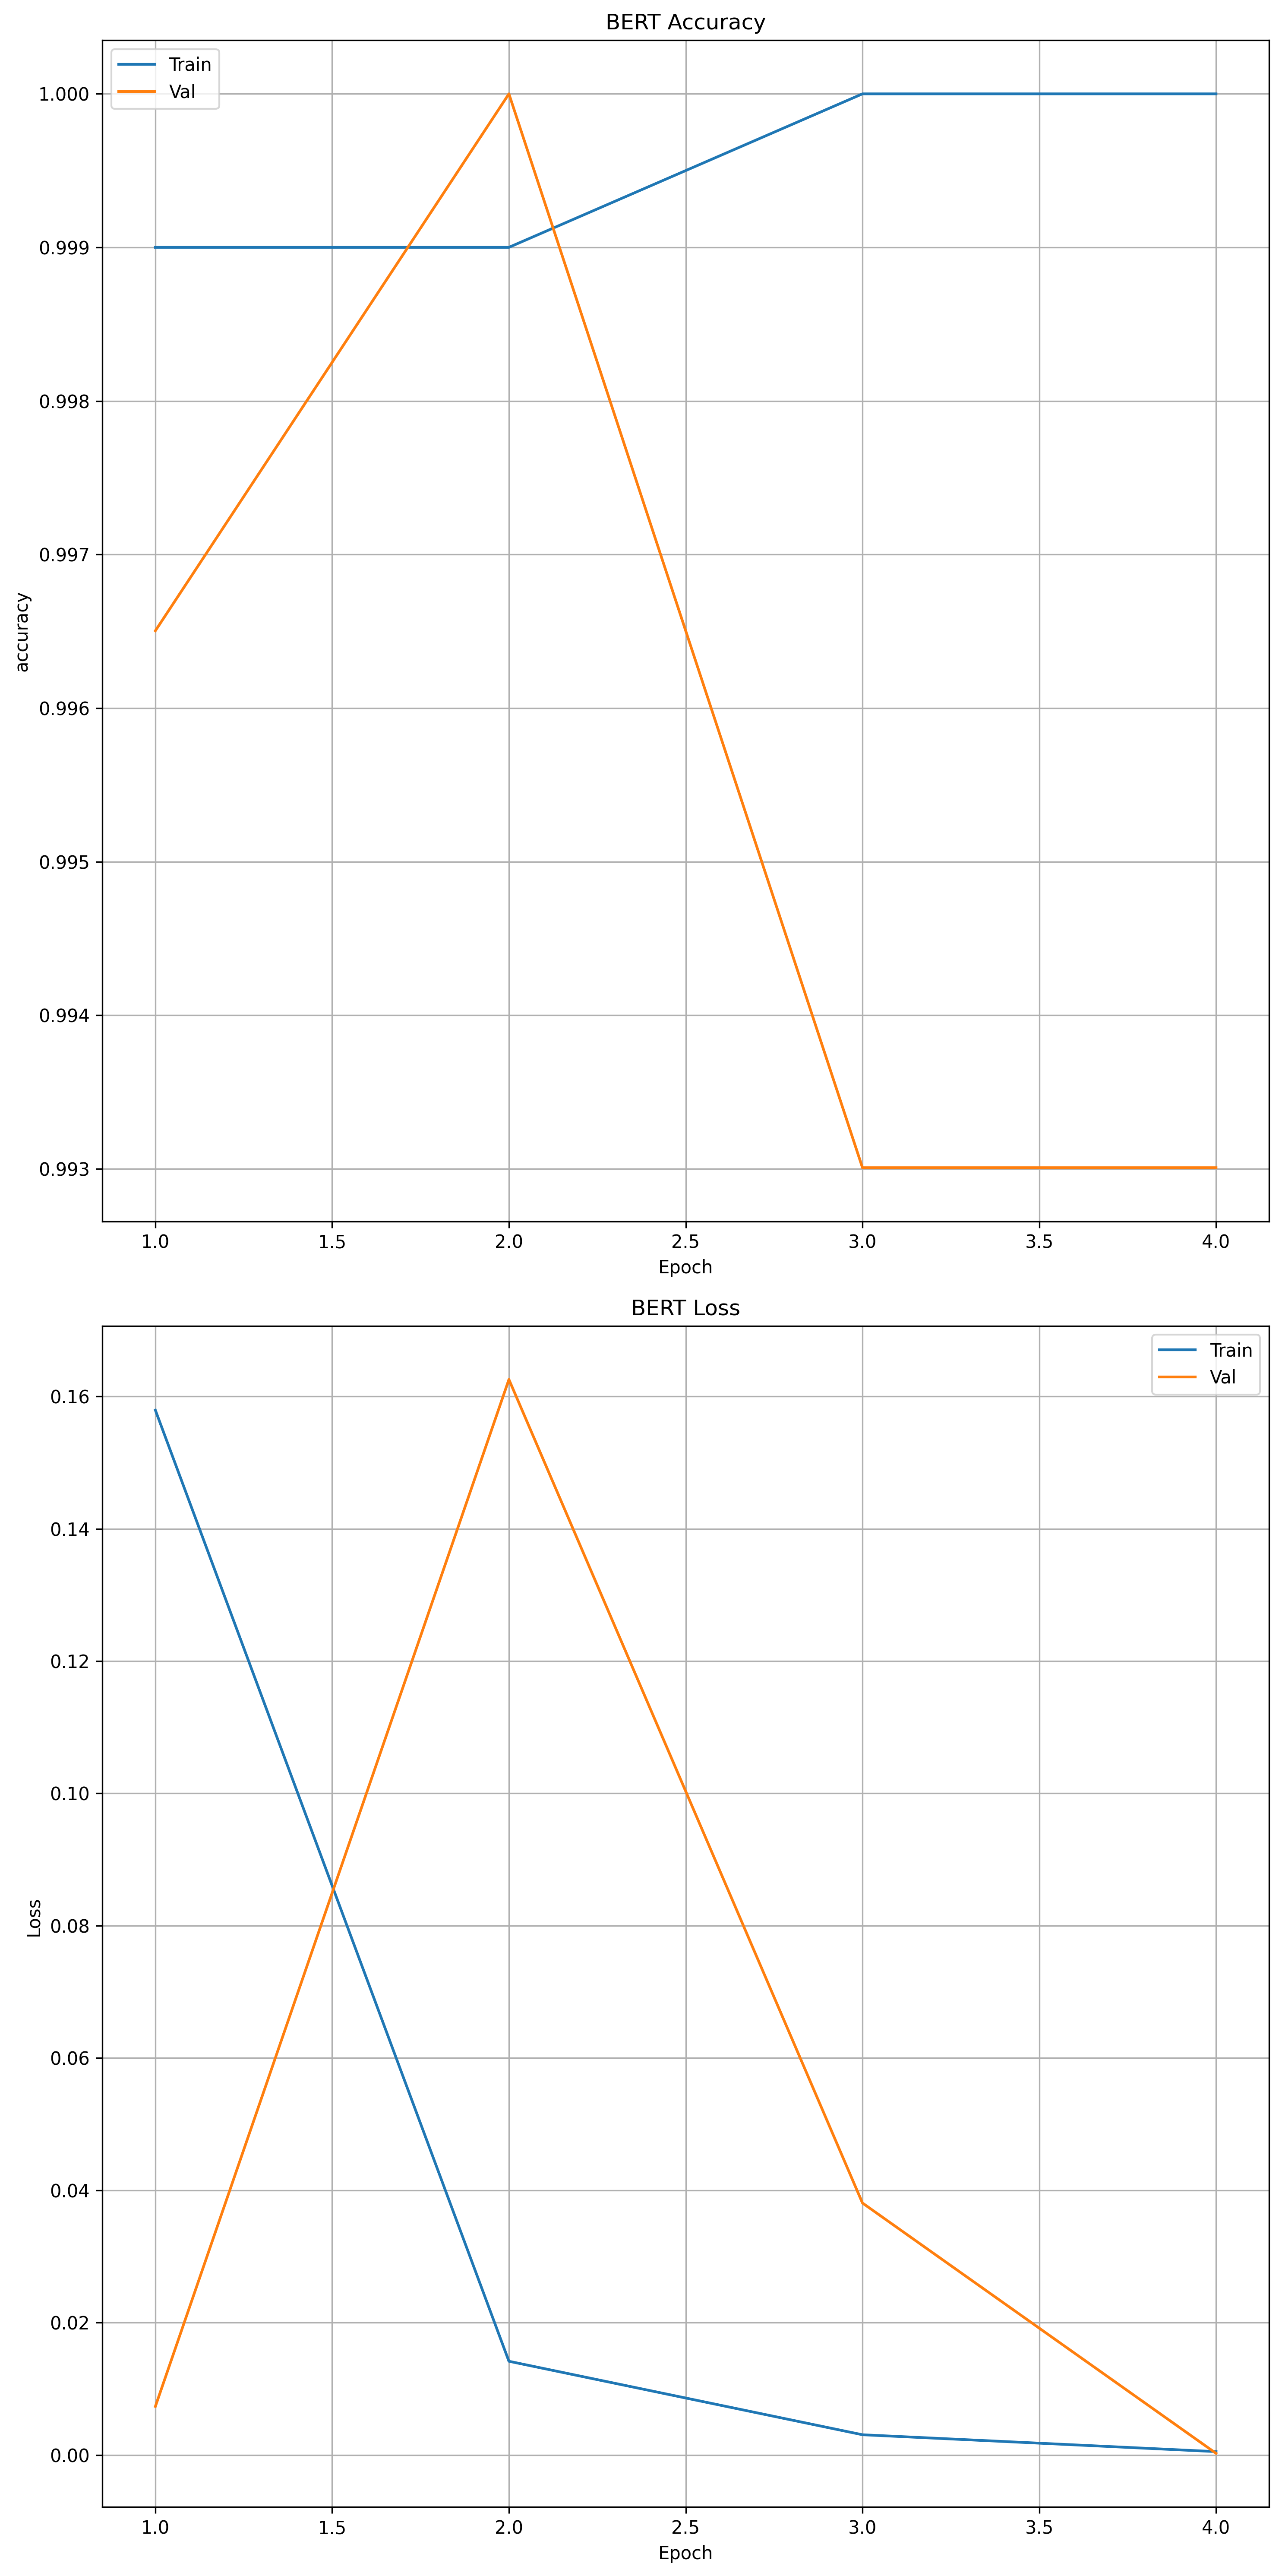 BERT Accuracy
Train
Val
1.000
0.999
0.998
0.997
0.996
0.995
0.994
0.993
accuracy
1.0 1.5 2.0 2.5 3.0 3.5 4.0
Epoch
BERT Loss
Train
Val
0.16
0.14
0.12
0.10
0.08
0.06
0.04
0.02
0.00
Loss
1.0 1.5 2.0 2.5 3.0 3.5 4.0
Epoch